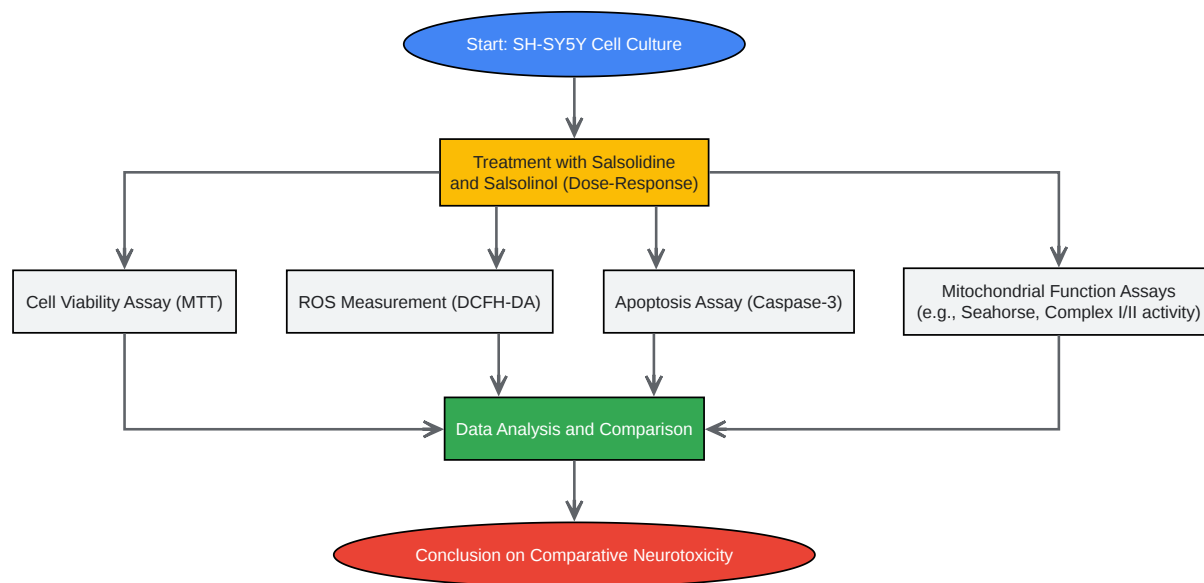 Start: SH-SY5Y Cell Culture
Treatment with Salsolidine
and Salsolinol (Dose-Response)
Cell Viability Assay (MTT)
ROS Measurement (DCFH-DA)
Apoptosis Assay (Caspase-3)
Mitochondrial Function Assays
(e.g., Seahorse, Complex I/II activity)
Data Analysis and Comparison
Conclusion on Comparative Neurotoxicity